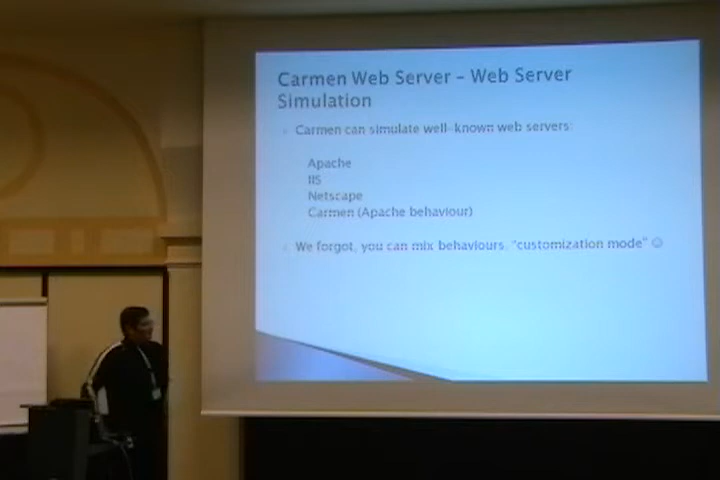 Carmen Web Server – Web Server
Simulation
Carmen can simulate well-known web servers:
Apache
IIS
Netscape
Carmen (Apache behaviour)
We forgot, you can mix behaviours, "customization mode" ☺